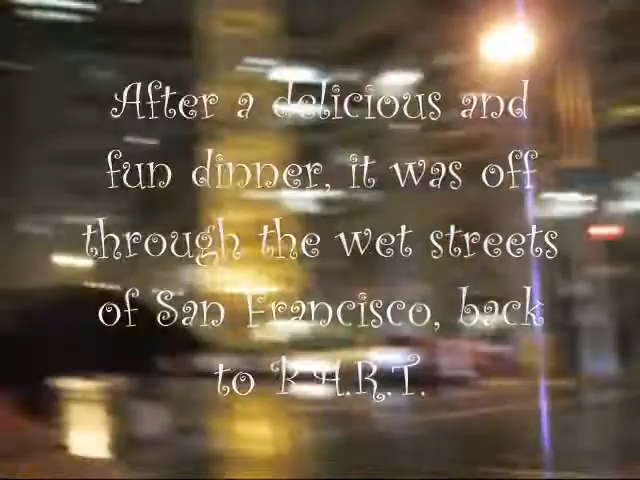 After a delicious and
fun dinner, it was off
through the wet streets
of San Francisco, back
to B.A.R.T.